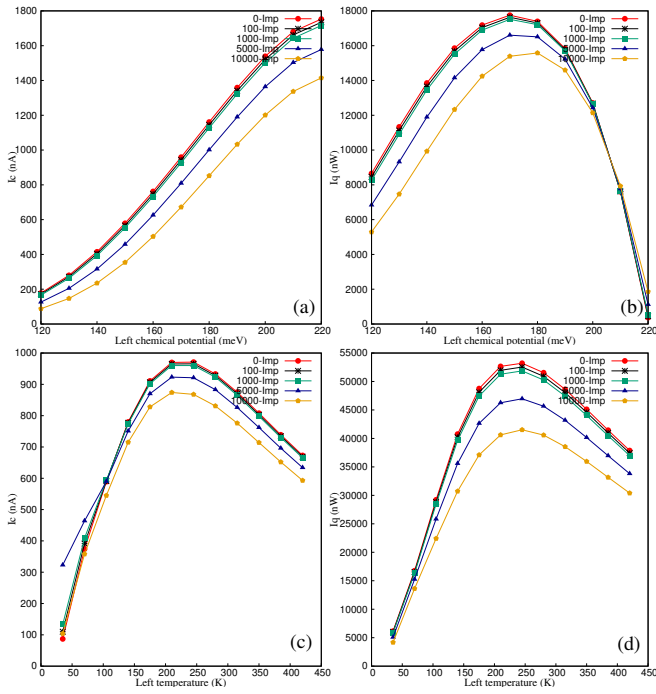 1800
1600
1400
1200
1000
800
600
400
200
0
Ic (nA)
120 140 160 180 200 220
Left chemical potential (meV)
0-Imp
100-Imp
1000-Imp
5000-Imp
10000-Imp
(a)
18000
16000
14000
12000
10000
8000
6000
4000
2000
0
Iq (nW)
120 140 160 180 200 220
Left chemical potential (meV)
0-Imp
100-Imp
1000-Imp
5000-Imp
10000-Imp
(b)
1000
900
800
700
600
500
400
300
200
100
0
Ic (nA)
0 50 100 150 200 250 300 350 400 450
Left temperature (K)
0-Imp
100-Imp
1000-Imp
5000-Imp
10000-Imp
(c)
55000
50000
45000
40000
35000
30000
25000
20000
15000
10000
5000
0
Iq (nW)
0 50 100 150 200 250 300 350 400 450
Left temperature (K)
0-Imp
100-Imp
1000-Imp
5000-Imp
10000-Imp
(d)